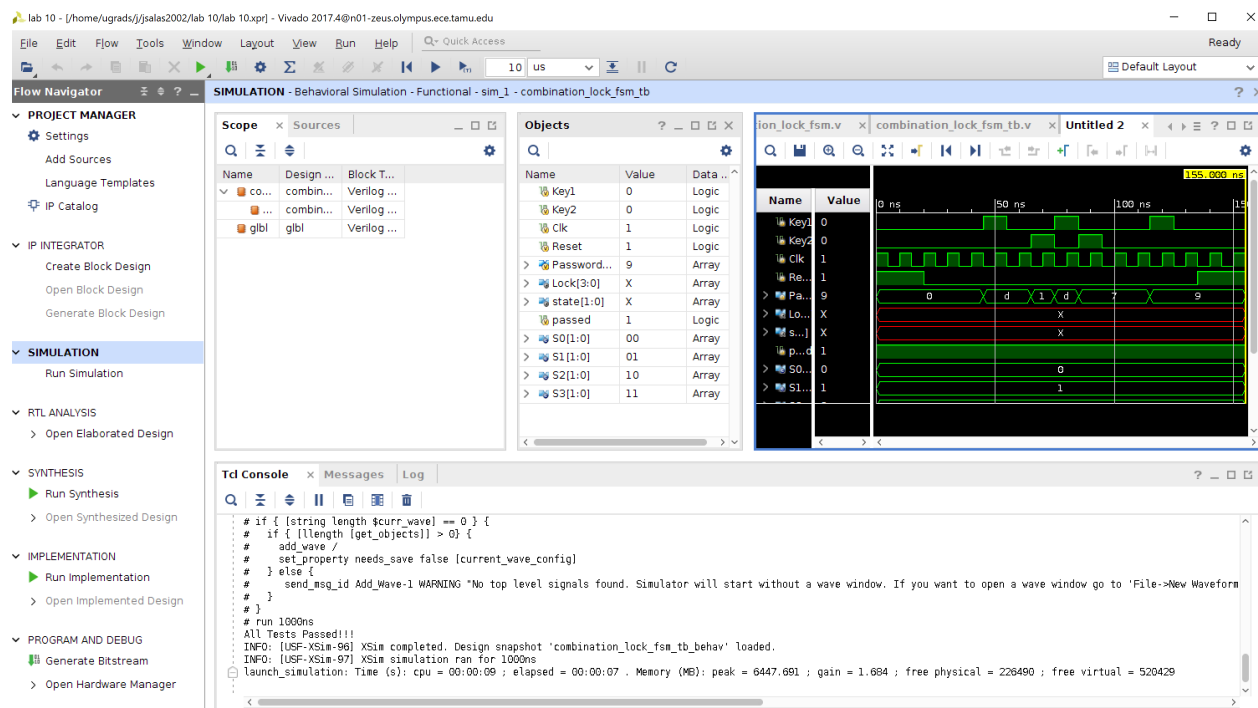 lab 10 - [/home/ugrads/j/jsalas2002/lab 10/lab 10.xpr] - Vivado 2017.4@n01-zeus.olympus.ece.tamu.edu
File Edit Flow Tools Window Layout View Run Help Q- Quick Access Ready
10 us Default Layout
Flow Navigator
SIMULATION - Behavioral Simulation - Functional - sim_1 - combination_lock_fsm_tb
PROJECT MANAGER
Settings
Add Sources
Language Templates
IP Catalog
IP INTEGRATOR
Create Block Design
Open Block Design
Generate Block Design
SIMULATION
Run Simulation
RTL ANALYSIS
Open Elaborated Design
SYNTHESIS
Run Synthesis
Open Synthesized Design
IMPLEMENTATION
Run Implementation
Open Implemented Design
PROGRAM AND DEBUG
Generate Bitstream
Open Hardware Manager
Scope Sources
Name Design ... Block T...
co... combin... Verilog ...
... combin... Verilog ...
glbl glbl Verilog ...
Objects
Name Value Data ..
Key1 0 Logic
Key2 0 Logic
Clk 1 Logic
Reset 1 Logic
Password... 9 Array
Lock[3:0] X Array
state[1:0] X Array
passed 1 Logic
S0[1:0] 00 Array
S1[1:0] 01 Array
S2[1:0] 10 Array
S3[1:0] 11 Array
tion_lock_fsm.v combination_lock_fsm_tb.v Untitled 2
155.000 ns
Name Value 0 ns 50 ns 100 ns 15
Key1 0
Key2 0
Clk 1
Re... 1
Pa... 9 0 d 1 d 7 9
Lo... X X
s...] X X
p...d 1
S0... 0 0
S1... 1 1
Tcl Console Messages Log
# if { [string length $curr_wave] == 0 } {
# if { [llength [get_objects]] > 0} {
# add_wave /
# set_property needs_save false [current_wave_config]
# } else {
# send_msg_id Add_Wave-1 WARNING "No top level signals found. Simulator will start without a wave window. If you want to open a wave window go to 'File->New Waveform
# }
# }
# run 1000ns
All Tests Passed!!!
INFO: [USF-XSim-96] XSim completed. Design snapshot 'combination_lock_fsm_tb_behav' loaded.
INFO: [USF-XSim-97] XSim simulation ran for 1000ns
launch_simulation: Time (s): cpu = 00:00:09 ; elapsed = 00:00:07 . Memory (MB): peak = 6447.691 ; gain = 1.684 ; free physical = 226490 ; free virtual = 520429